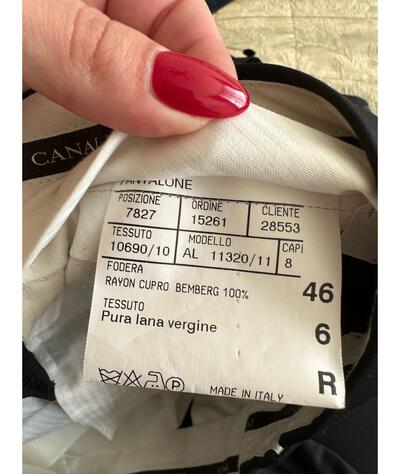 CANAL
PANTALONE
POSIZIONE ORDINE CLIENTE
7827 15261 28553
TESSUTO MODELLO CAPI
10690/10 AL 11320/11 8
FODERA
RAYON CUPRO BEMBERG 100%
46
TESSUTO
Pura lana vergine
6
R
P
MADE IN ITALY